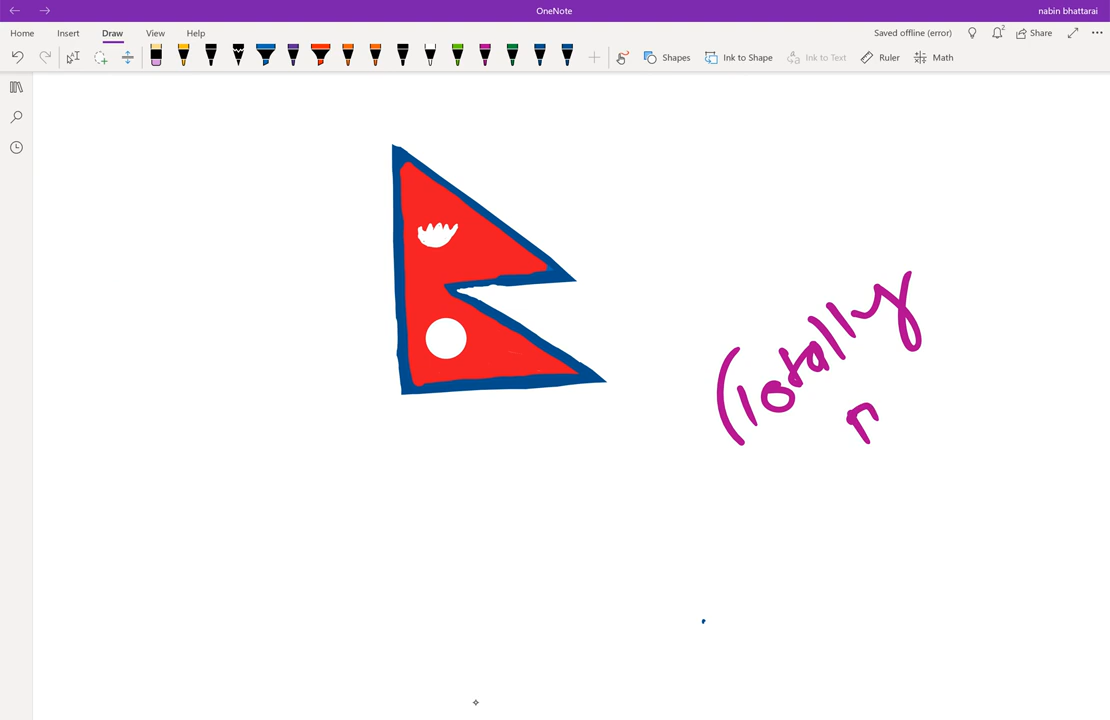 OneNote
nabin bhattarai
Home Insert Draw View Help
Saved offline (error)
2
Share
Shapes
Ink to Shape
Ink to Text
Ruler
Math
(totally
n